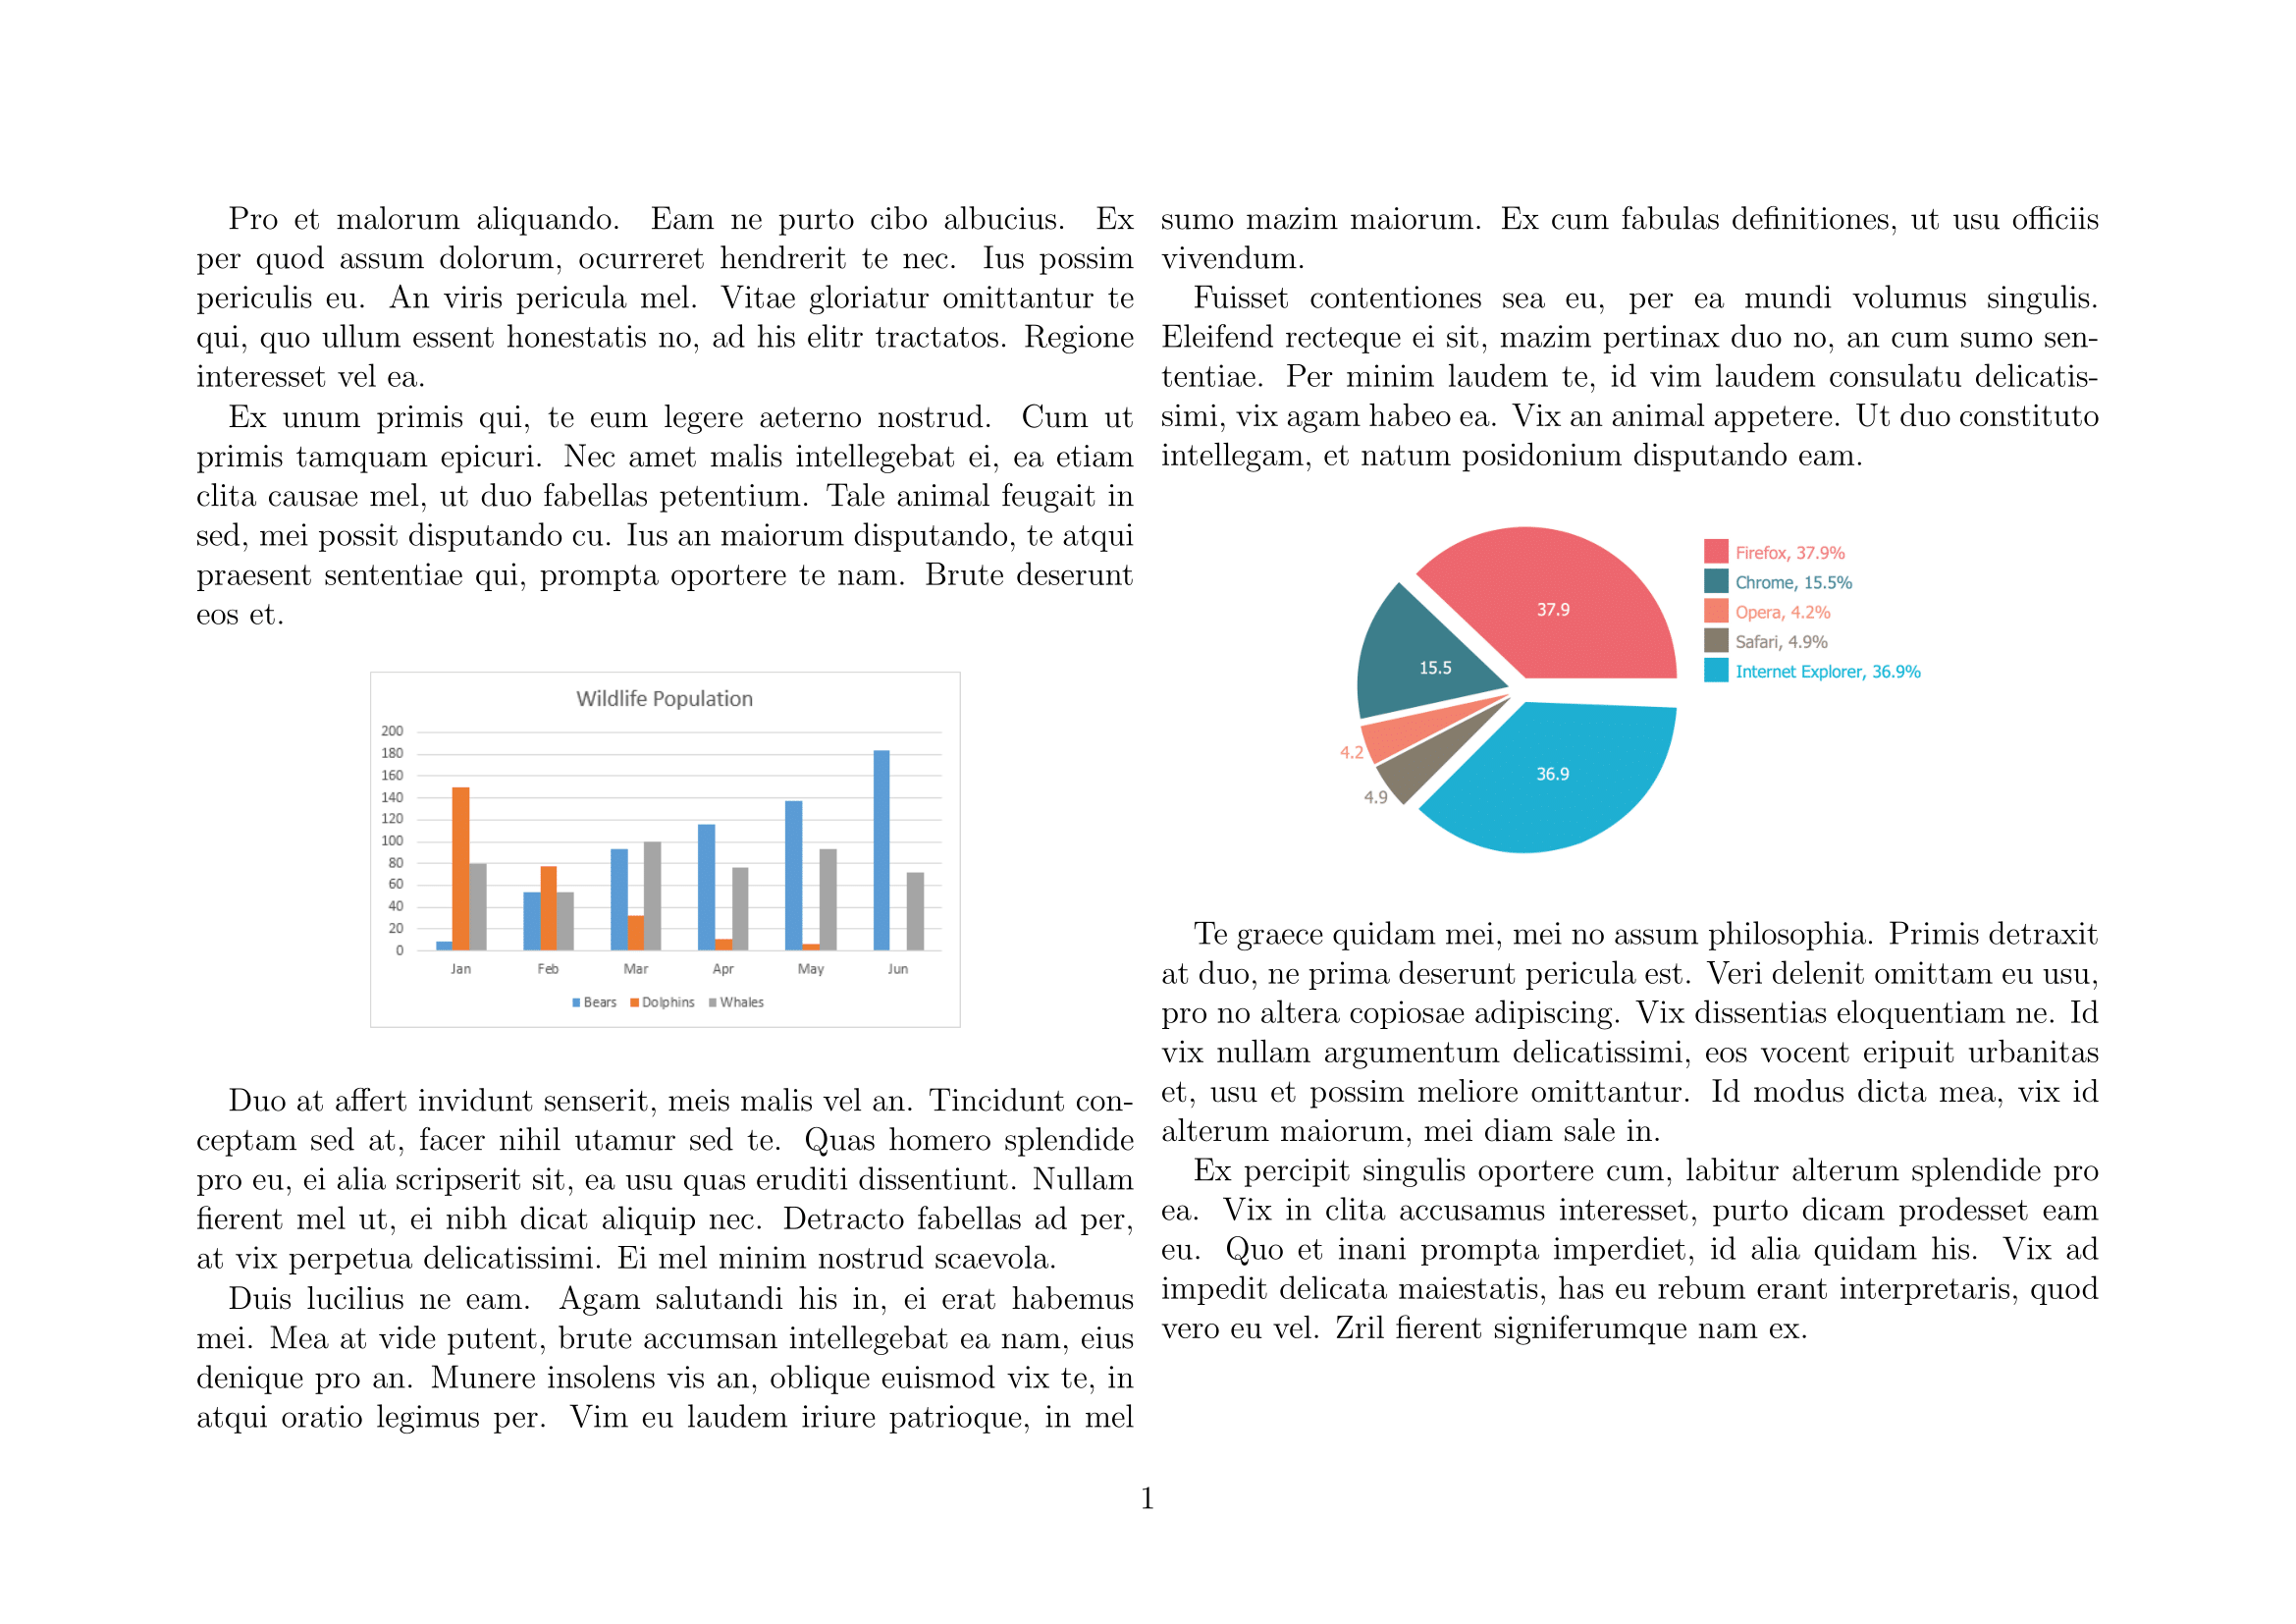 Pro et malorum aliquando. Eam ne purto cibo albucius. Ex
per quod assum dolorum, ocurreret hendrerit te nec. Ius possim
periculis eu. An viris pericula mel. Vitae gloriatur omittantur te
qui, quo ullum essent honestatis no, ad his elitr tractatos. Regione
interesset vel ea.
Ex unum primis qui, te eum legere aeterno nostrud. Cum ut
primis tamquam epicuri. Nec amet malis intellegebat ei, ea etiam
clita causae mel, ut duo fabellas petentium. Tale animal feugait in
sed, mei possit disputando cu. Ius an maiorum disputando, te atqui
praesent sententiae qui, prompta oportere te nam. Brute deserunt
eos et.
Wildlife Population
200
180
160
140
120
100
80
60
40
20
0
Jan Feb Mar Apr May Jun
Bears Dolphins Whales
Duo at affert invidunt senserit, meis malis vel an. Tincidunt con-
ceptam sed at, facer nihil utamur sed te. Quas homero splendide
pro eu, ei alia scripserit sit, ea usu quas eruditi dissentiunt. Nullam
fierent mel ut, ei nibh dicat aliquip nec. Detracto fabellas ad per,
at vix perpetua delicatissimi. Ei mel minim nostrud scaevola.
Duis lucilius ne eam. Agam salutandi his in, ei erat habemus
mei. Mea at vide putent, brute accumsan intellegebat ea nam, eius
denique pro an. Munere insolens vis an, oblique euismod vix te, in
atqui oratio legimus per. Vim eu laudem iriure patrioque, in mel
sumo mazim maiorum. Ex cum fabulas definitiones, ut usu officiis
vivendum.
Fuisset contentiones sea eu, per ea mundi volumus singulis.
Eleifend recteque ei sit, mazim pertinax duo no, an cum sumo sen-
tentiae. Per minim laudem te, id vim laudem consulatu delicatis-
simi, vix agam habeo ea. Vix an animal appetere. Ut duo constituto
intellegam, et natum posidonium disputando eam.
37.9
15.5
4.2
4.9
36.9
Firefox, 37.9%
Chrome, 15.5%
Opera, 4.2%
Safari, 4.9%
Internet Explorer, 36.9%
Te graece quidam mei, mei no assum philosophia. Primis detraxit
at duo, ne prima deserunt pericula est. Veri delenit omittam eu usu,
pro no altera copiosae adipiscing. Vix dissentias eloquentiam ne. Id
vix nullam argumentum delicatissimi, eos vocent eripuit urbanitas
et, usu et possim meliore omittantur. Id modus dicta mea, vix id
alterum maiorum, mei diam sale in.
Ex percipit singulis oportere cum, labitur alterum splendide pro
ea. Vix in clita accusamus interesset, purto dicam prodesset eam
eu. Quo et inani prompta imperdiet, id alia quidam his. Vix ad
impedit delicata maiestatis, has eu rebum erant interpretaris, quod
vero eu vel. Zril fierent signiferumque nam ex.
1